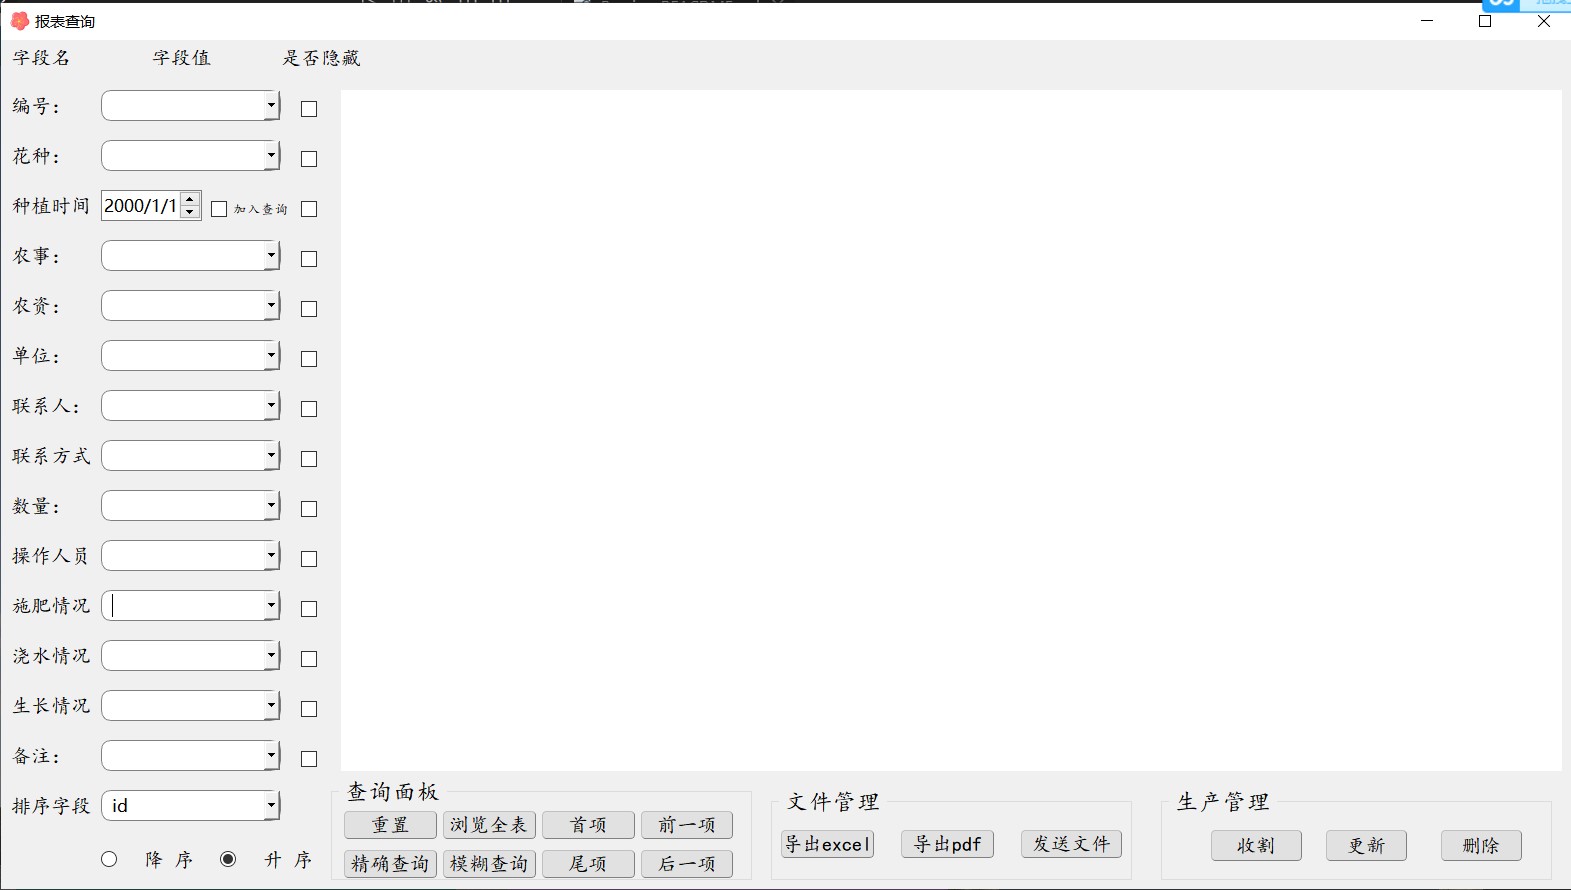 报表查询
字段名 字段值 是否隐藏
编号：
花种：
种植时间 2000/1/1 加入查询
农事：
农资：
单位：
联系人：
联系方式
数量：
操作人员
施肥情况
浇水情况
生长情况
备注：
排序字段 id
降 序 升 序
查询面板
重置 浏览全表 首项 前一项
精确查询 模糊查询 尾项 后一项
文件管理
导出excel 导出pdf 发送文件
生产管理
收割 更新 删除